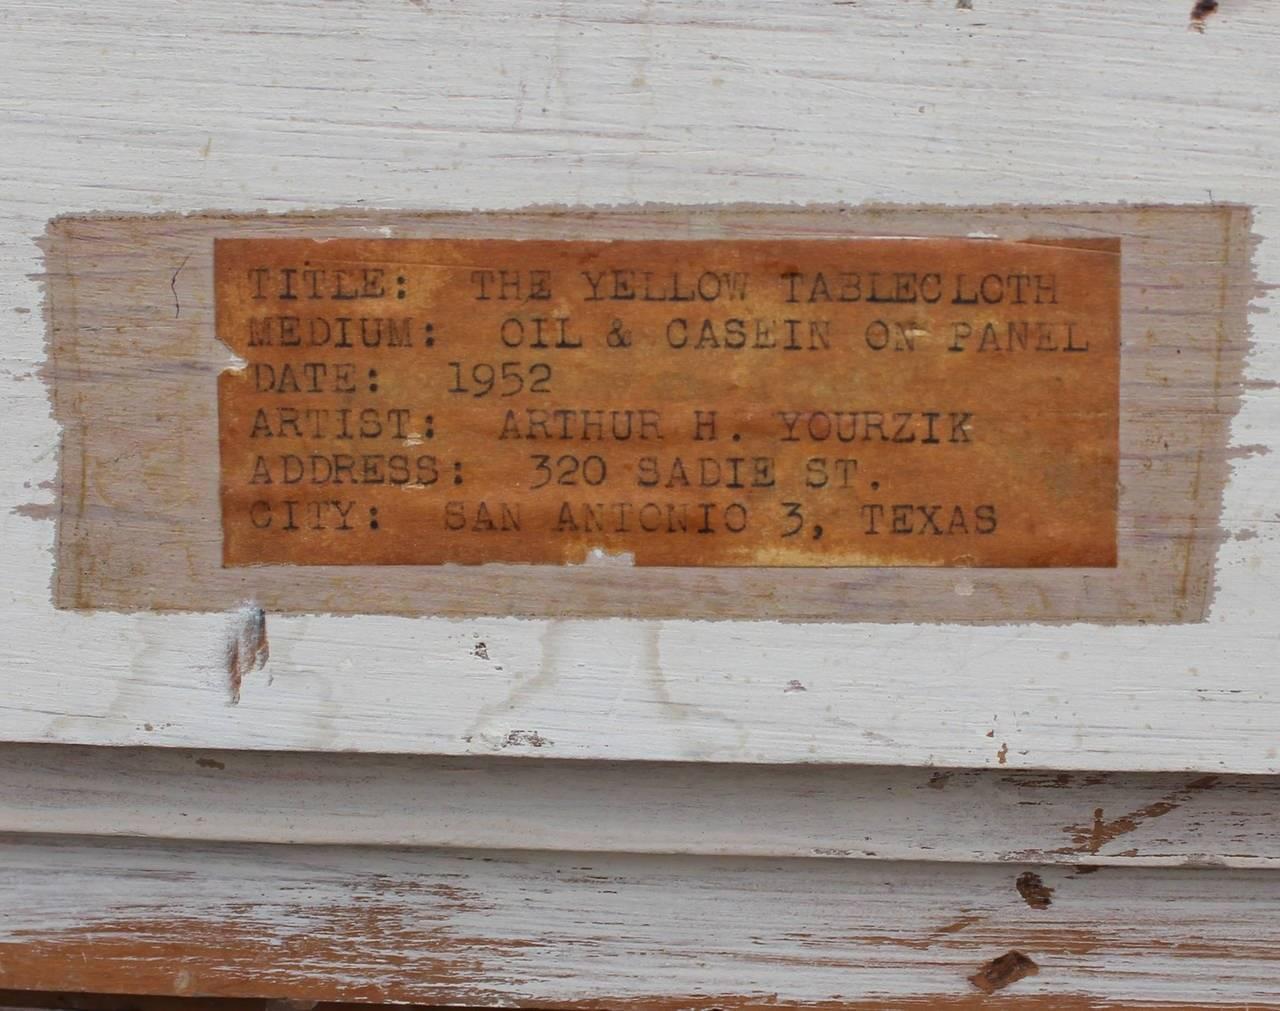 TITLE: THE YELLOW TABLECLOTH
MEDIUM: OIL & CASEIN ON PANEL
DATE: 1952
ARTIST: ARTHUR H. YOURZIK
ADDRESS: 320 SADIE ST.
CITY: SAN ANTONIO 3, TEXAS